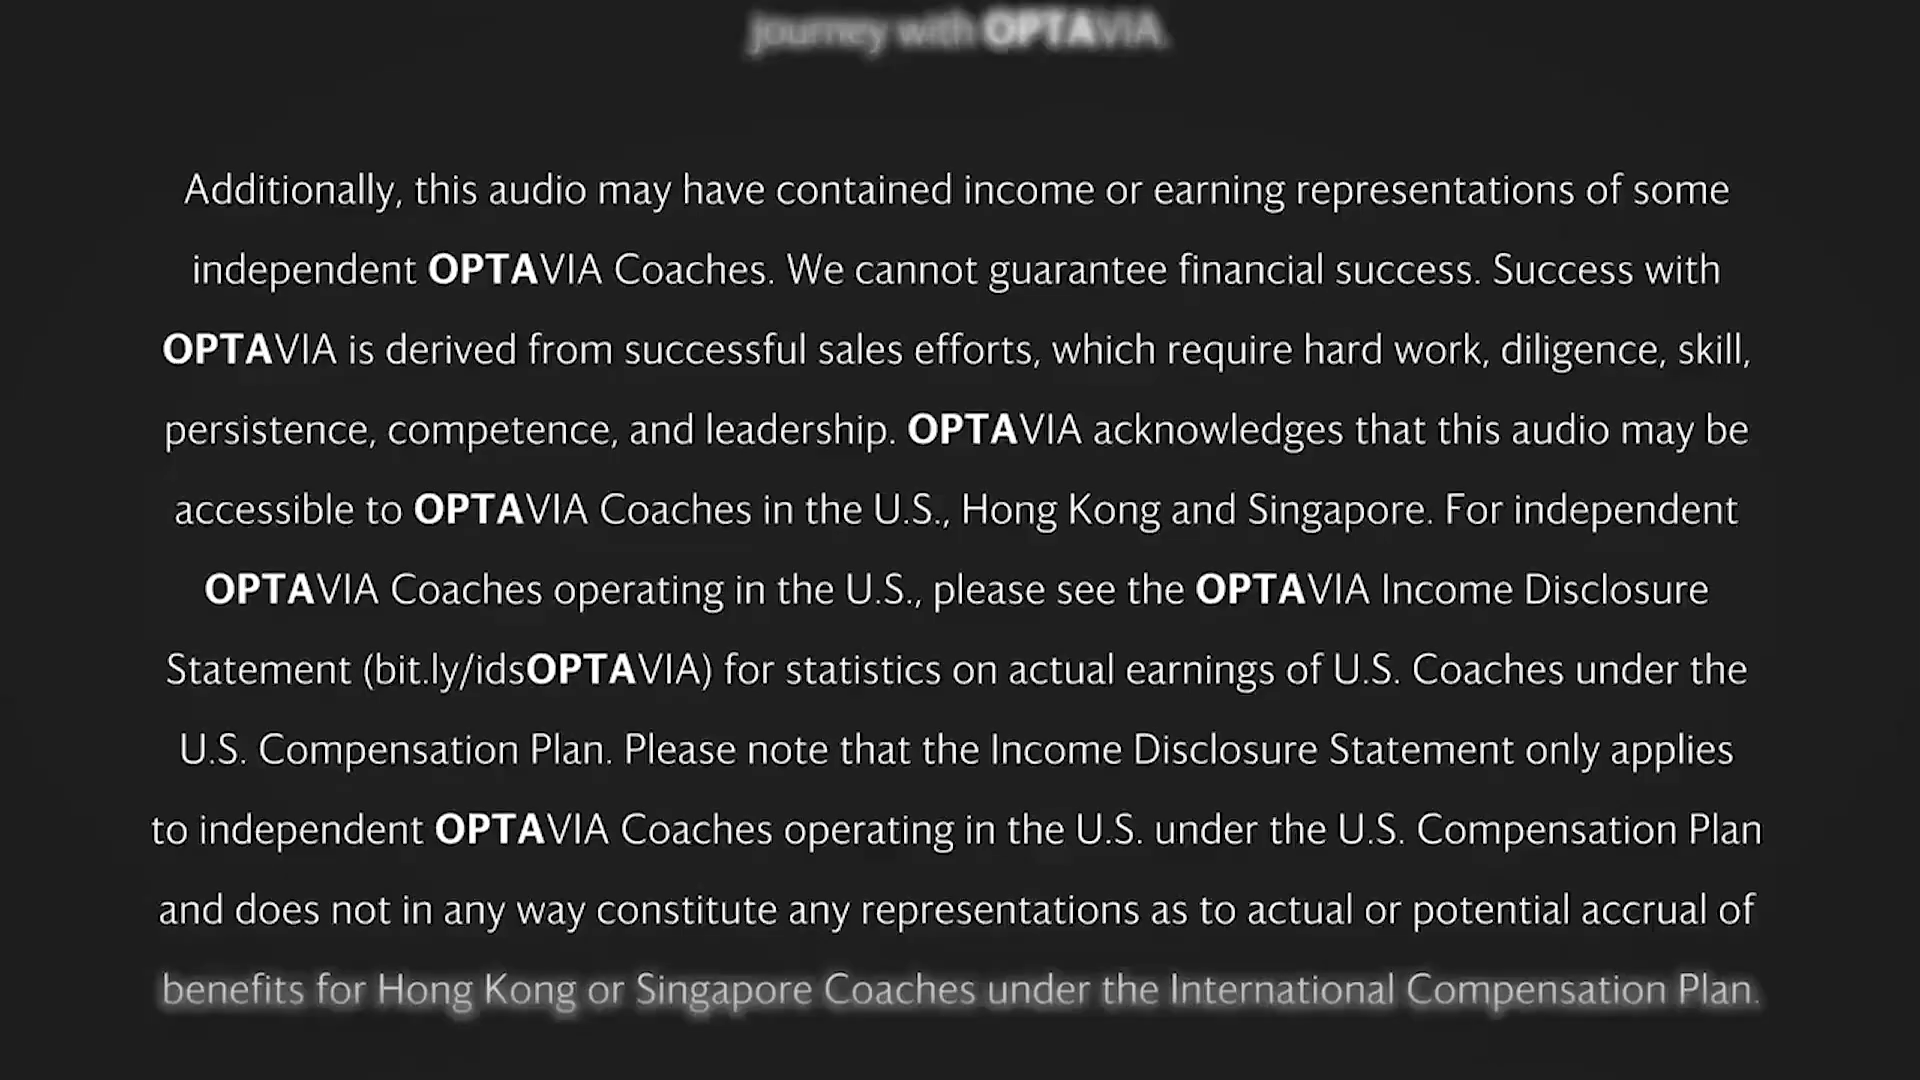 journey with OPTAVIA.
Additionally, this audio may have contained income or earning representations of some
independent OPTAVIA Coaches. We cannot guarantee financial success. Success with
OPTAVIA is derived from successful sales efforts, which require hard work, diligence, skill,
persistence, competence, and leadership. OPTAVIA acknowledges that this audio may be
accessible to OPTAVIA Coaches in the U.S., Hong Kong and Singapore. For independent
OPTAVIA Coaches operating in the U.S., please see the OPTAVIA Income Disclosure
Statement (bit.ly/idsOPTAVIA) for statistics on actual earnings of U.S. Coaches under the
U.S. Compensation Plan. Please note that the Income Disclosure Statement only applies
to independent OPTAVIA Coaches operating in the U.S. under the U.S. Compensation Plan
and does not in any way constitute any representations as to actual or potential accrual of
benefits for Hong Kong or Singapore Coaches under the International Compensation Plan.